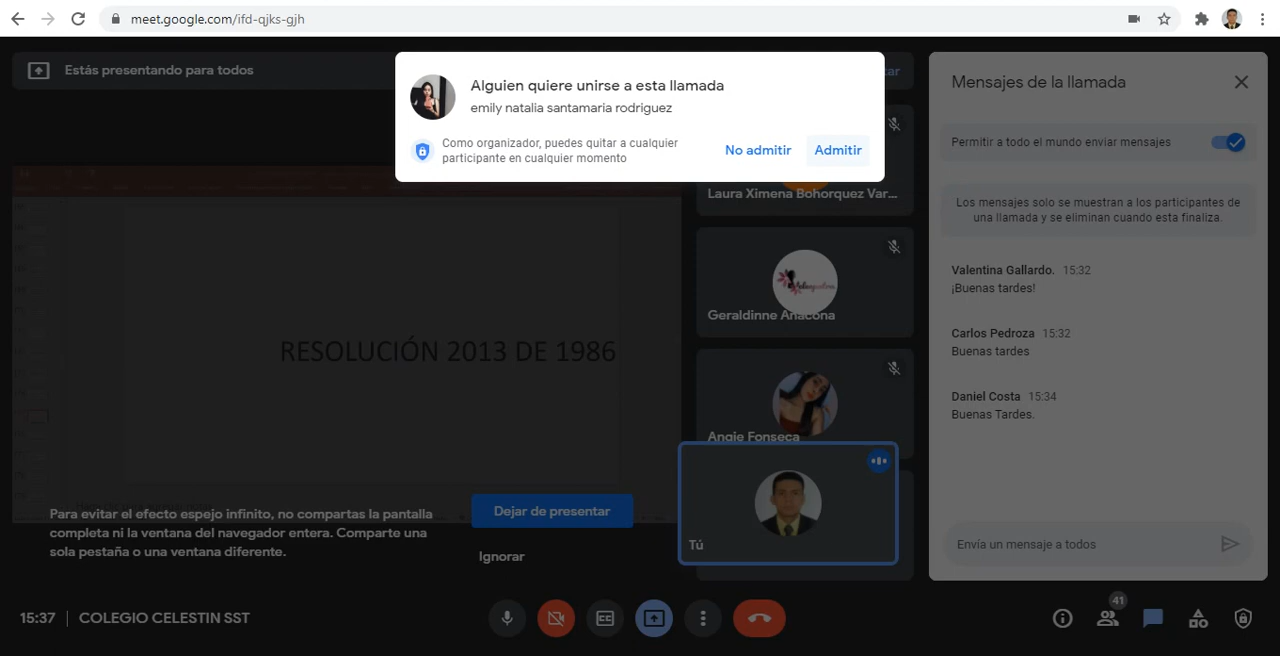 meet.google.com/ifd-qjks-gjh
Estás presentando para todos
Alguien quiere unirse a esta llamada
emily natalia santamaria rodriguez
Como organizador, puedes quitar a cualquier
participante en cualquier momento
No admitir
Admitir
Laura Ximena Bohorquez Var...
Geraldinne Anacona
Angie Fonseca
Tú
RESOLUCIÓN 2013 DE 1986
Para evitar el efecto espejo infinito, no compartas la pantalla
completa ni la ventana del navegador entera. Comparte una
sola pestaña o una ventana diferente.
Dejar de presentar
Ignorar
Mensajes de la llamada
Permitir a todo el mundo enviar mensajes
Los mensajes solo se muestran a los participantes de
una llamada y se eliminan cuando esta finaliza.
Valentina Gallardo. 15:32
¡Buenas tardes!
Carlos Pedroza 15:32
Buenas tardes
Daniel Costa 15:34
Buenas Tardes.
Envía un mensaje a todos
15:37 | COLEGIO CELESTIN SST
CC
41